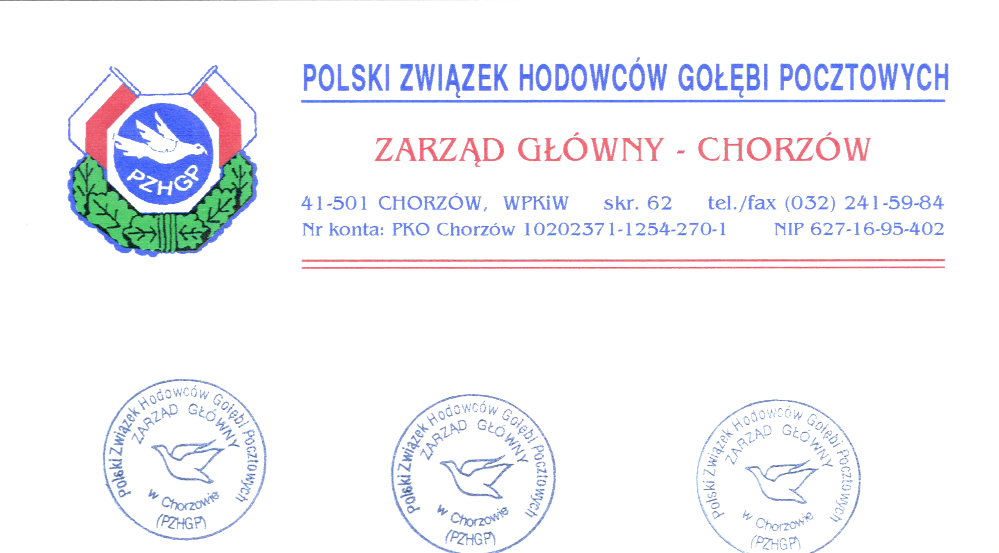 POLSKI ZWIĄZEK HODOWCÓW GOŁĘBI POCZTOWYCH
PZHGP
ZARZĄD GŁÓWNY - CHORZÓW
41-501 CHORZÓW, WPKiW skr. 62 tel./fax (032) 241-59-84
Nr konta: PKO Chorzów 10202371-1254-270-1 NIP 627-16-95-402
Polski Związek Hodowców Gołębi Pocztowych
ZARZĄD GŁÓWNY
w Chorzowie
(PZHGP)
Polski Związek Hodowców Gołębi Pocztowych
ZARZĄD GŁÓWNY
w Chorzowie
(PZHGP)
Polski Związek Hodowców Gołębi Pocztowych
ZARZĄD GŁÓWNY
w Chorzowie
(PZHGP)